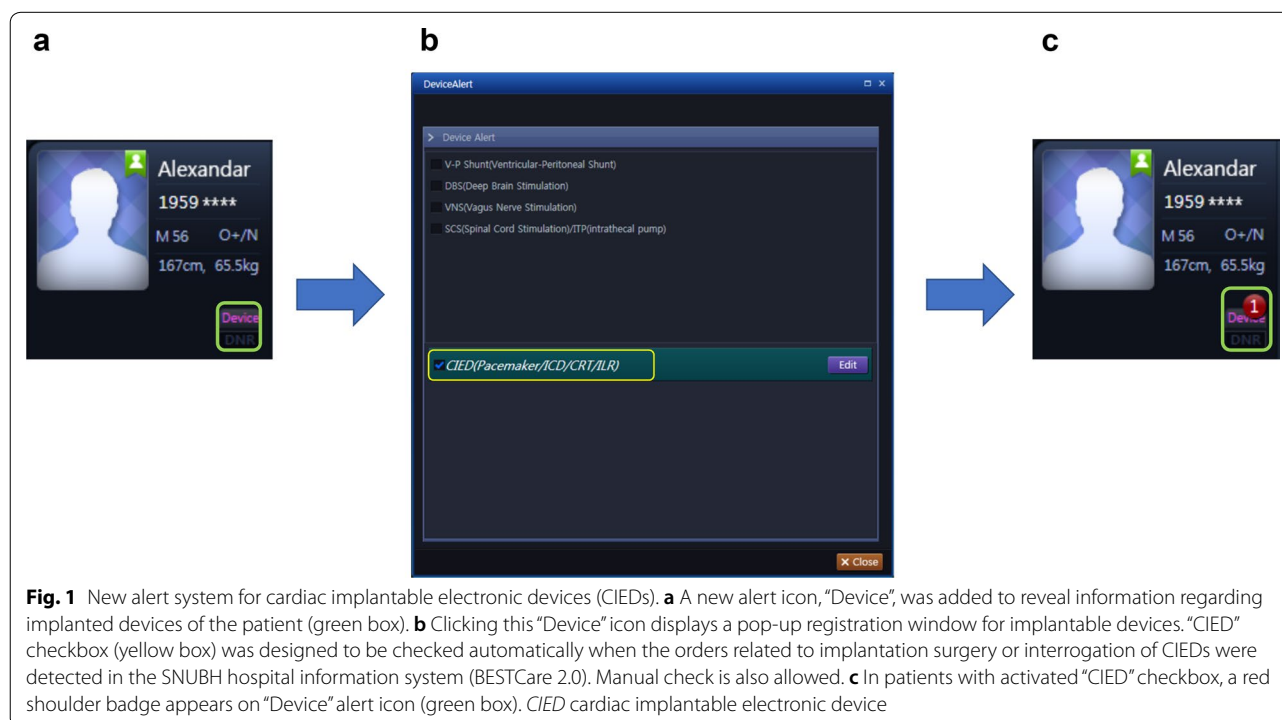 a
b
c
Alexandar
1959 ****
M 56 O+/N
167cm, 65.5kg
Device
DNR
DeviceAlert
> Device Alert
V-P Shunt(Ventricular-Peritoneal Shunt)
DBS(Deep Brain Stimulation)
VNS(Vagus Nerve Stimulation)
SCS(Spinal Cord Stimulation)/ITP(intrathecal pump)
CIED(Pacemaker/ICD/CRT/ILR)
Edit
X Close
Alexandar
1959 ****
M 56 O+/N
167cm, 65.5kg
1
Device
DNR
Fig. 1 New alert system for cardiac implantable electronic devices (CIEDs). a A new alert icon, “Device”, was added to reveal information regarding
implanted devices of the patient (green box). b Clicking this “Device” icon displays a pop-up registration window for implantable devices. “CIED”
checkbox (yellow box) was designed to be checked automatically when the orders related to implantation surgery or interrogation of CIEDs were
detected in the SNUBH hospital information system (BESTCare 2.0). Manual check is also allowed. c In patients with activated “CIED” checkbox, a red
shoulder badge appears on “Device” alert icon (green box). CIED cardiac implantable electronic device